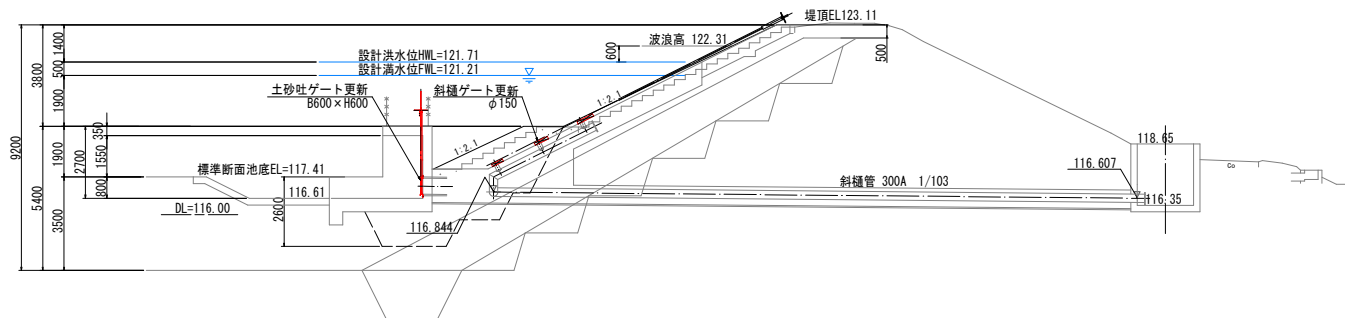 堤頂EL123.11
波浪高 122.31
600
500
設計洪水位HWL=121.71
設計満水位FWL=121.21
1400
500
3800
1900
土砂吐ゲート更新
B600×H600
斜樋ゲート更新
φ150
1:2.1
1:2.1
350
9200
1900
2700
1550
800
5400
3500
2600
標準断面池底EL=117.41
116.61
DL=116.00
116.844
斜樋管 300A 1/103
118.65
116.607
116.35
Co